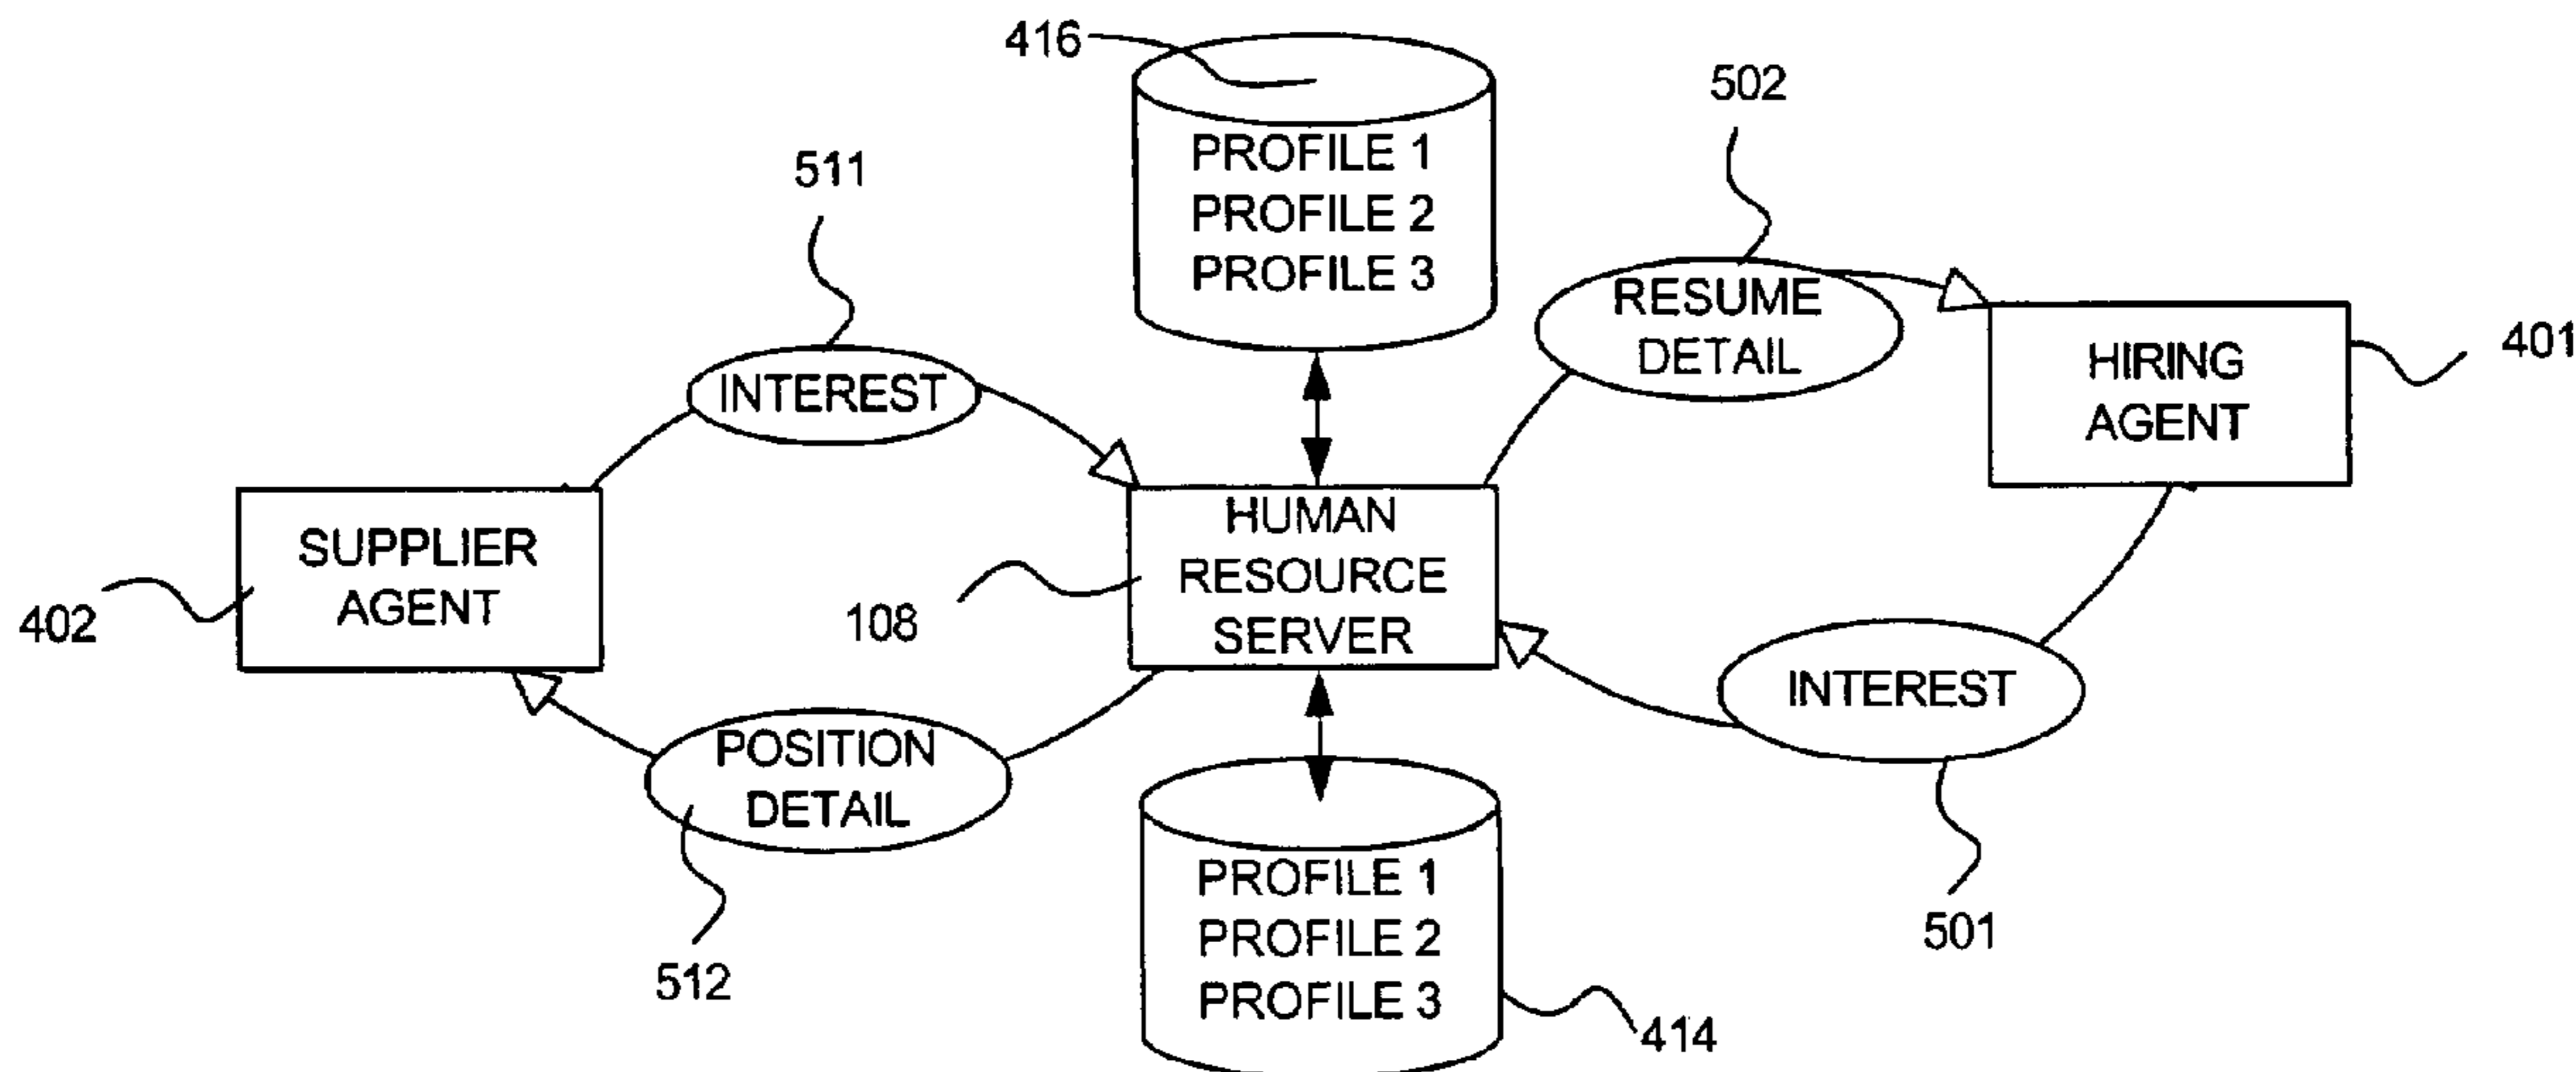 416
PROFILE 1
PROFILE 2
PROFILE 3
502
511
INTEREST
RESUME
DETAIL
HIRING
AGENT
401
SUPPLIER
AGENT
402
HUMAN
RESOURCE
SERVER
108
POSITION
DETAIL
512
INTEREST
501
PROFILE 1
PROFILE 2
PROFILE 3
414